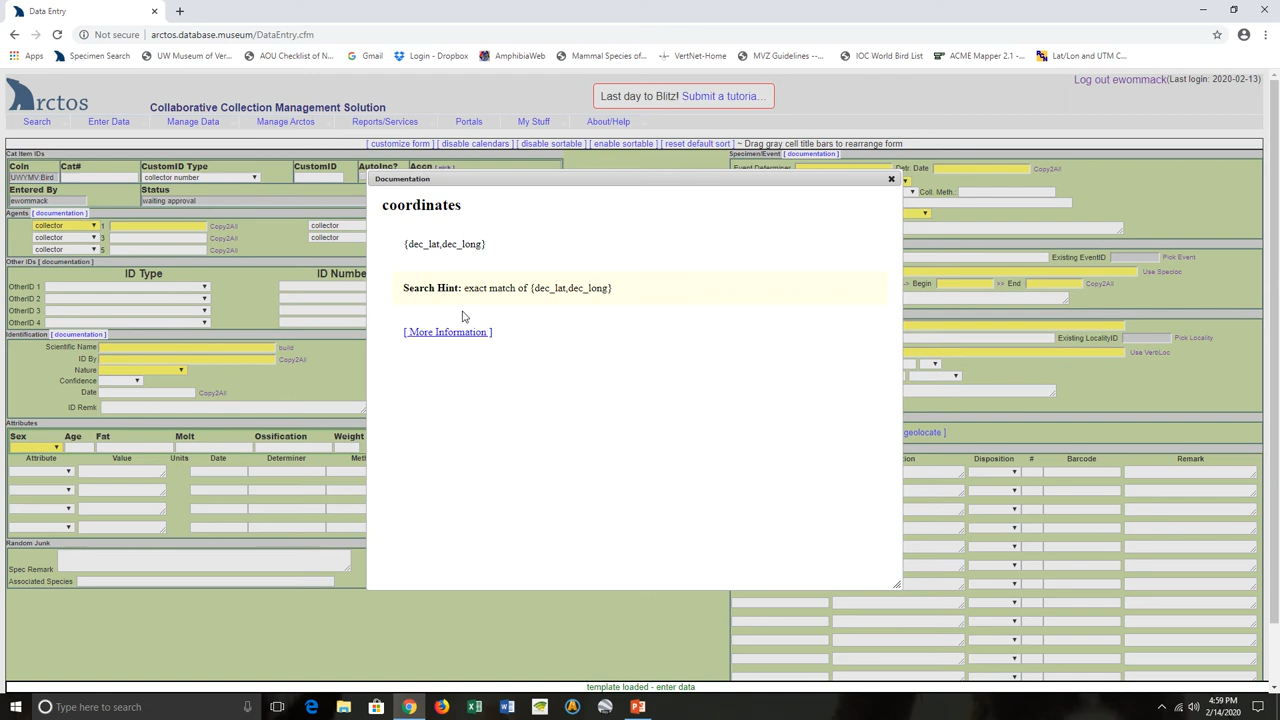 Data Entry
Not secure | arctos.database.museum/DataEntry.cfm
Apps Specimen Search UW Museum of Ver... AOU Checklist of N... Gmail Login - Dropbox AmphibiaWeb Mammal Species of... VertNet-Home MVZ Guidelines --... IOC World Bird List ACME Mapper 2.1 -... Lat/Lon and UTM C...
Log out ewommack(Last login: 2020-02-13)
Arctos Collaborative Collection Management Solution
Last day to Blitz! Submit a tutoria...
Search Enter Data Manage Data Manage Arctos Reports/Services Portals My Stuff About/Help
[ customize form ] [ disable calendars ] [ disable sortable ] [ enable sortable ] [ reset default sort ] ~ Drag gray cell title bars to rearrange form
Cat Item IDs
Specimen/Event [ documentation ]
Coln Cat# CustomID Type CustomID AutoInc? Accn [ pick ]
UWYMV:Bird collector number
Event Determiner Detr. Date Copy2All
Entered By Status
ewommack waiting approval
Coll. Meth.:
Agents [ documentation ]
collector 1 Copy2All collector
collector 3 Copy2All collector
collector 5 Copy2All
Other IDs [ documentation ]
ID Type ID Number
OtherID 1
OtherID 2
OtherID 3
OtherID 4
Identification [ documentation ]
Scientific Name build
ID By Copy2All
Nature
Confidence
Date Copy2All
ID Remk
Attributes
Sex Age Fat Molt Ossification Weight
Attribute Value Units Date Determiner Met
Random Junk
Spec Remark
Associated Species
Documentation
coordinates
{dec_lat,dec_long}
Search Hint: exact match of {dec_lat,dec_long}
[ More Information ]
Existing EventID Pick Event
Use Specloc
-> Begin >> End Copy2All
Existing LocalityID Pick Locality
Use VerbLoc
geolocate ]
Disposition # Barcode Remark
template loaded - enter data
Type here to search
4:59 PM
2/14/2020